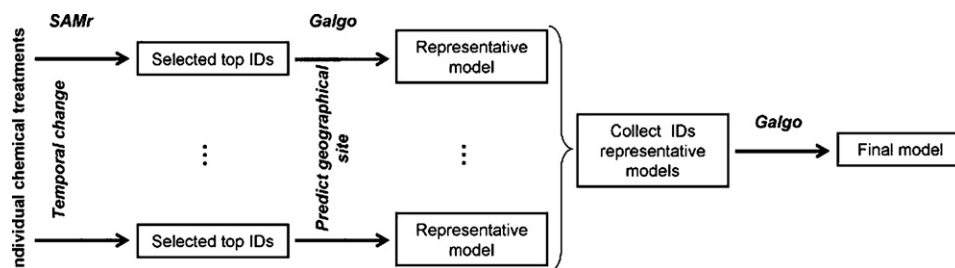 SAMr
Galgo
ndividual chemical treatments
Temporal change
Selected top IDs
Predict geographical
site
Representative
model
Collect IDs
representative
models
Galgo
Final model
Selected top IDs
Representative
model